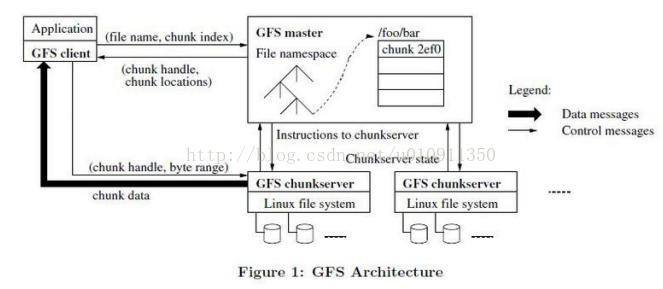 Application
GFS client
(file name, chunk index)
(chunk handle,
chunk locations)
GFS master
File namespace
/foo/bar
chunk 2ef0
Legend:
Data messages
Control messages
Instructions to chunkserver
Chunkserver state
http://blog.csdn.net/u010911350
(chunk handle, byte range)
chunk data
GFS chunkserver
Linux file system
GFS chunkserver
Linux file system
Figure 1: GFS Architecture